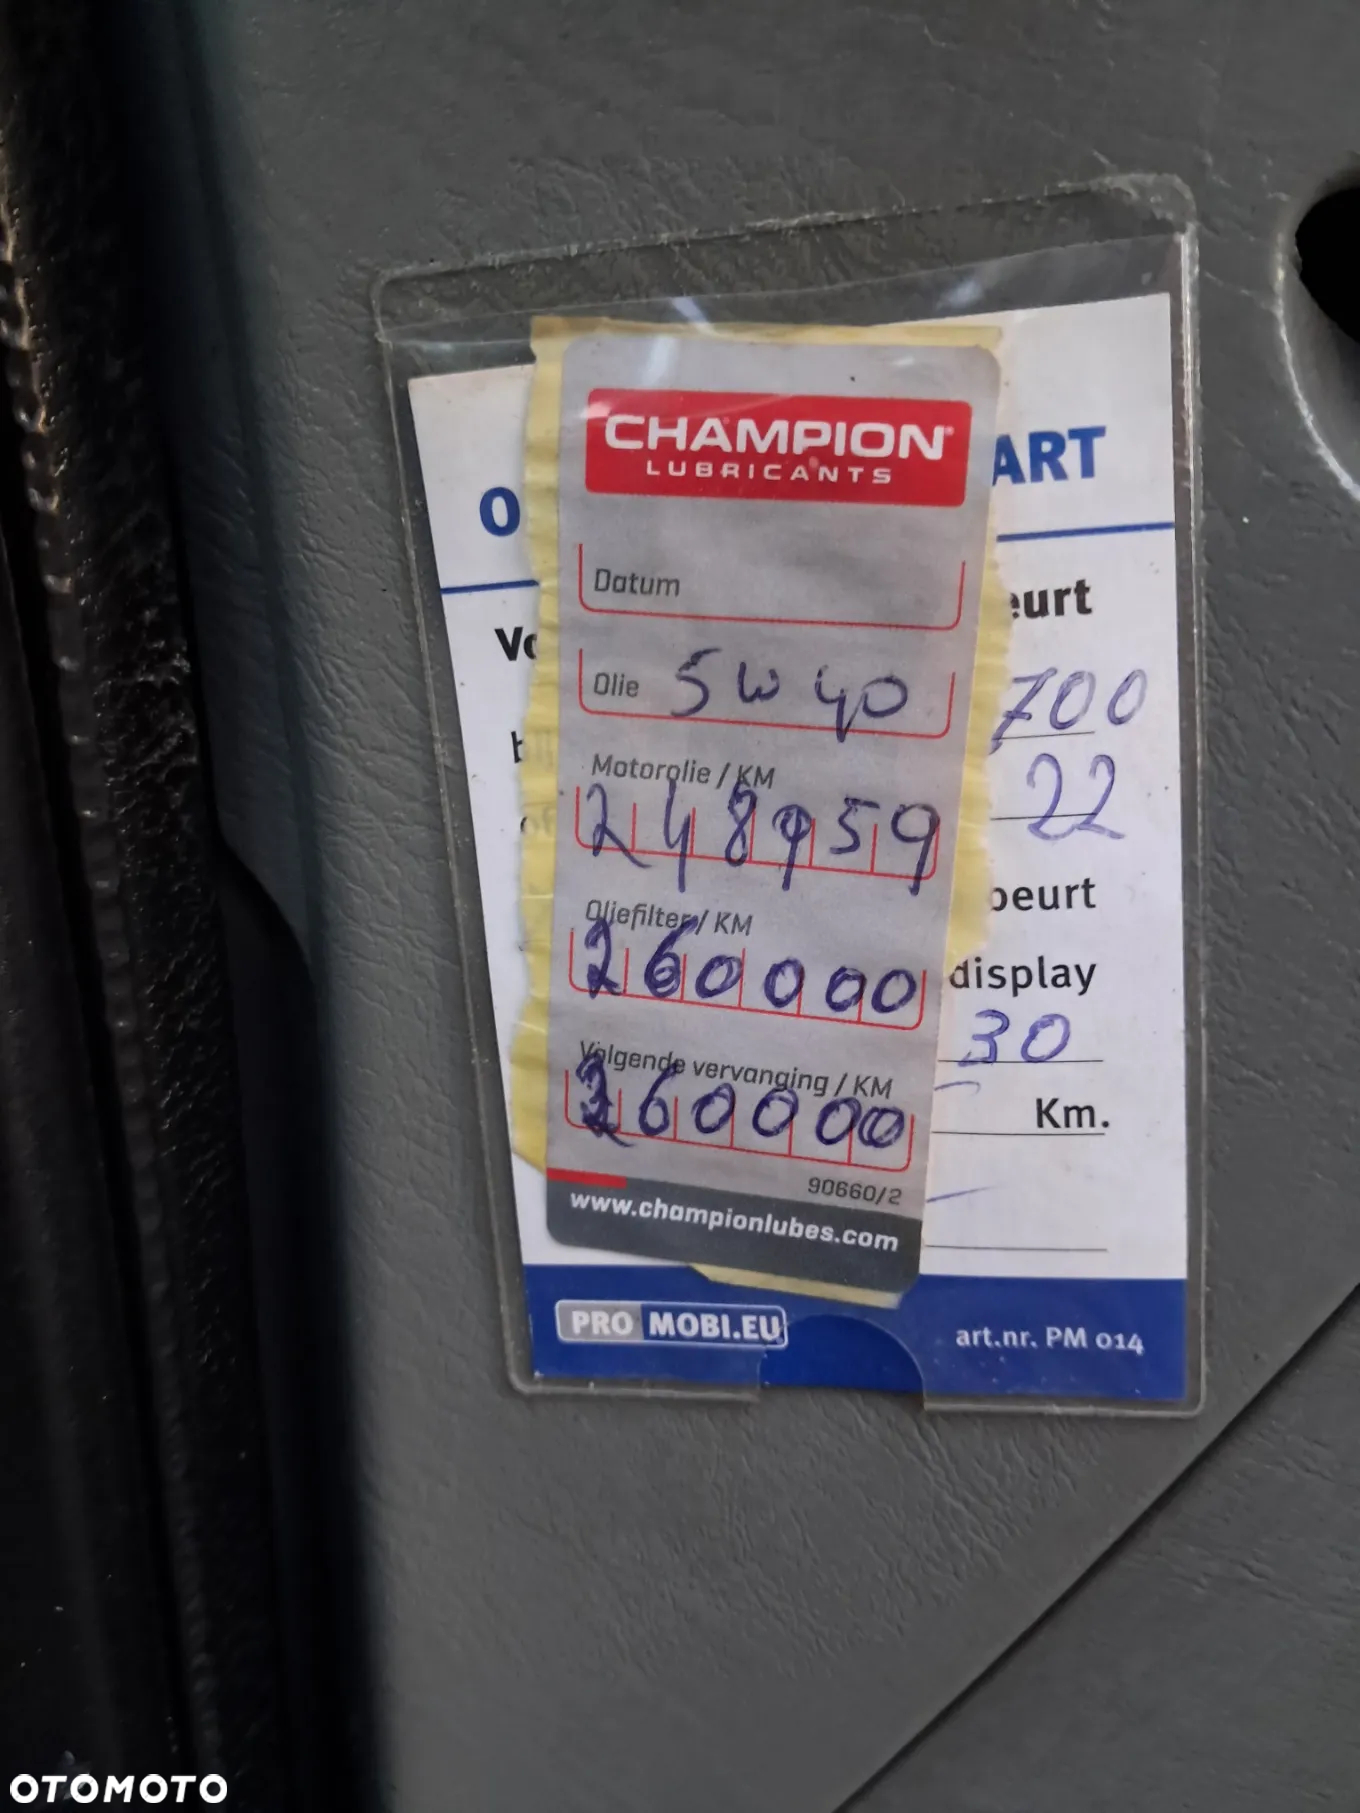 CHAMPION
LUBRICANTS
O ART
Datum
eurt
Olie 5W40
700
Motorolie / KM
248959
22
Oliefilter / KM
beurt
260000
display
30
Volgende vervanging / KM
260000
Km.
90660/2
www.championlubes.com
PRO MOBI.EU
art.nr. PM 014
OTOMOTO